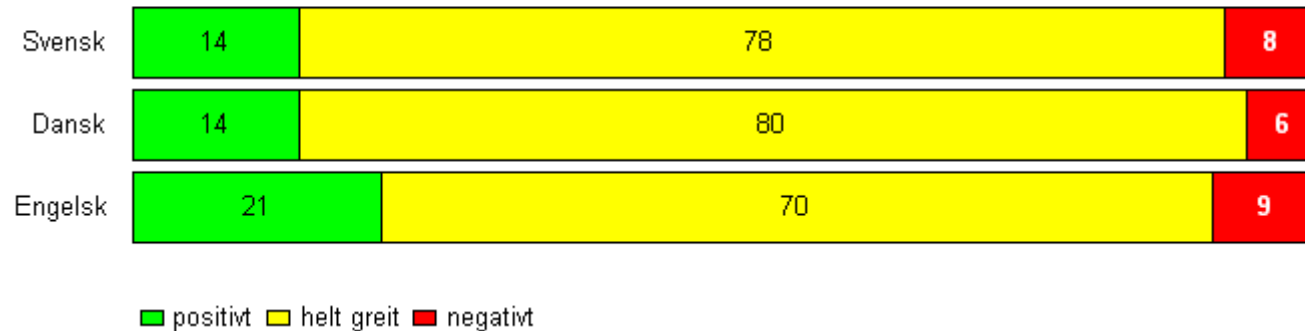 Svensk 14 78 8
Dansk 14 80 6
Engelsk 21 70 9
positivt helt greit negativt